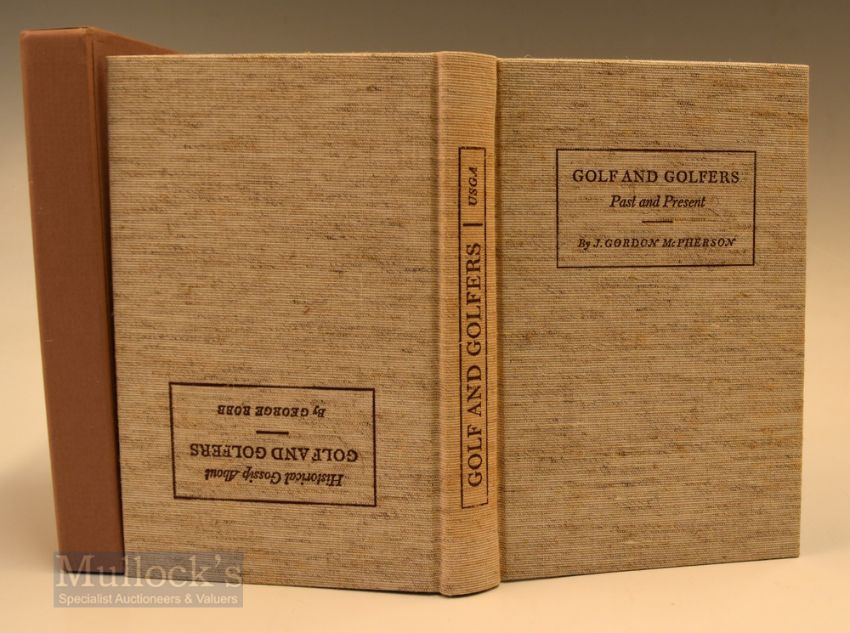 GOLF AND GOLFERS
Past and Present
By J. GORDON McPHERSON
GOLF AND GOLFERS | USGA
Historical Gossip About
GOLF AND GOLFERS
By GEORGE ROBB
Mullock's
Specialist Auctioneers & Valuers